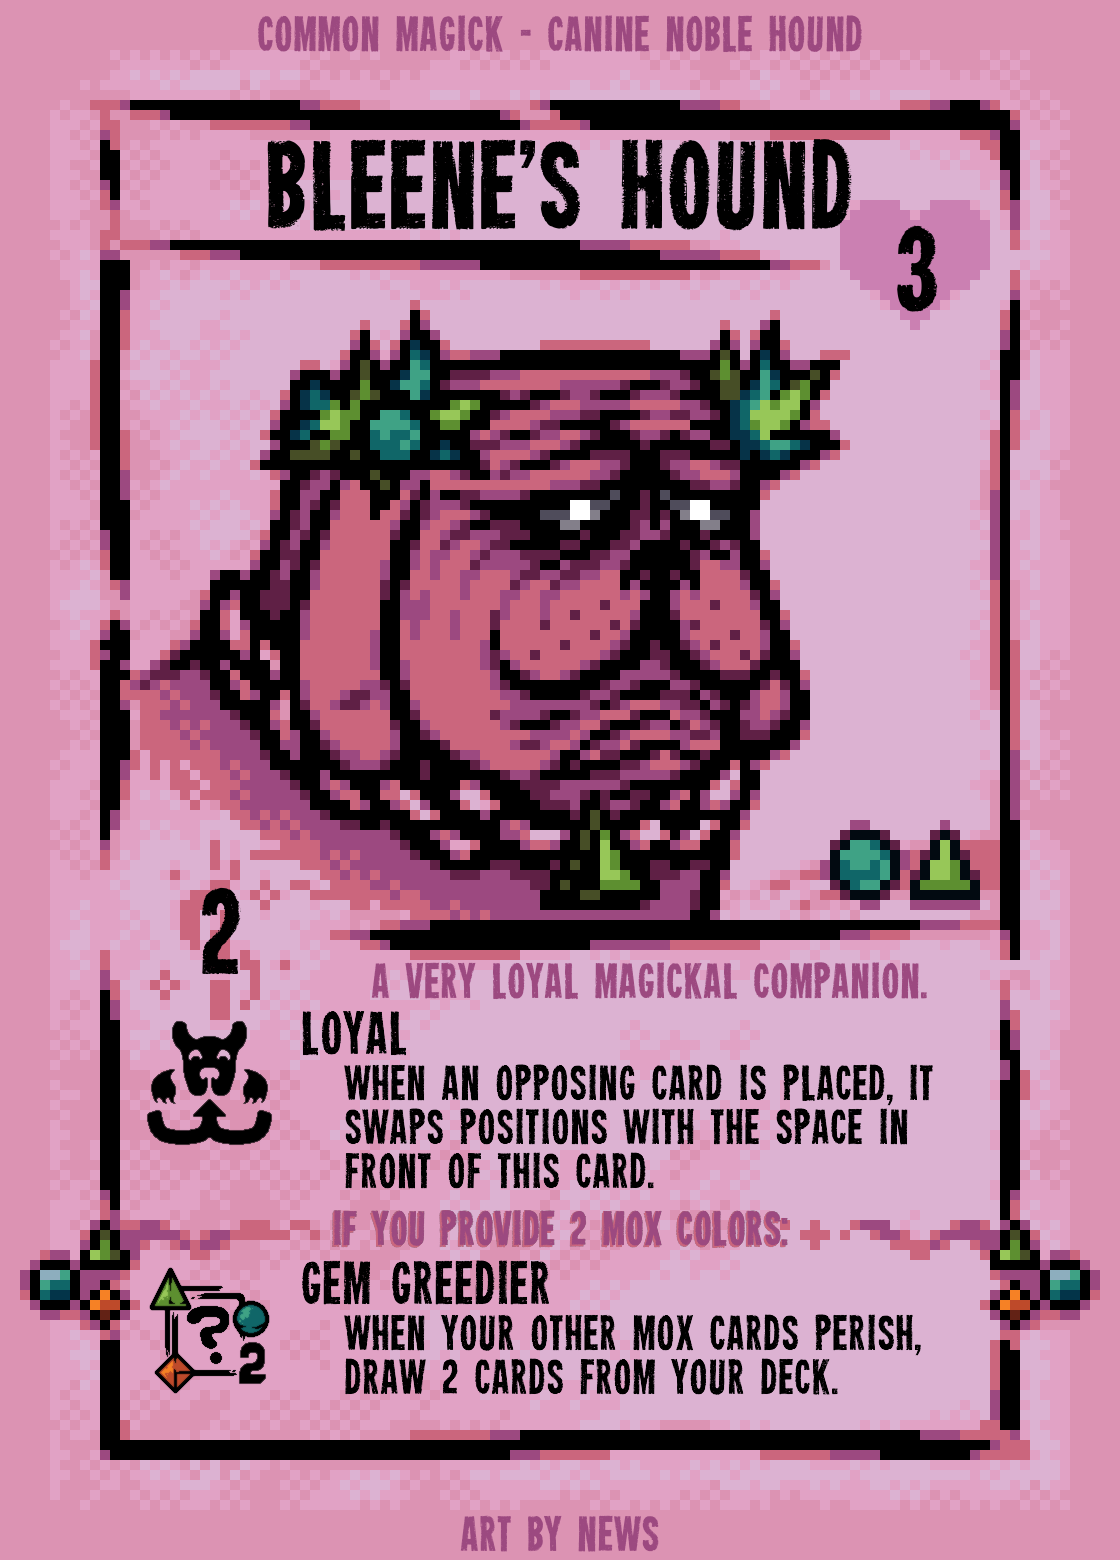 COMMON MAGICK - CANINE NOBLE HOUND
BLEENE'S HOUND
3
2
A VERY LOYAL MAGICKAL COMPANION.
LOYAL
WHEN AN OPPOSING CARD IS PLACED, IT
SWAPS POSITIONS WITH THE SPACE IN
FRONT OF THIS CARD.
IF YOU PROVIDE 2 MOX COLORS:
GEM GREEDIER
? 2
WHEN YOUR OTHER MOX CARDS PERISH,
DRAW 2 CARDS FROM YOUR DECK.
ART BY NEWS